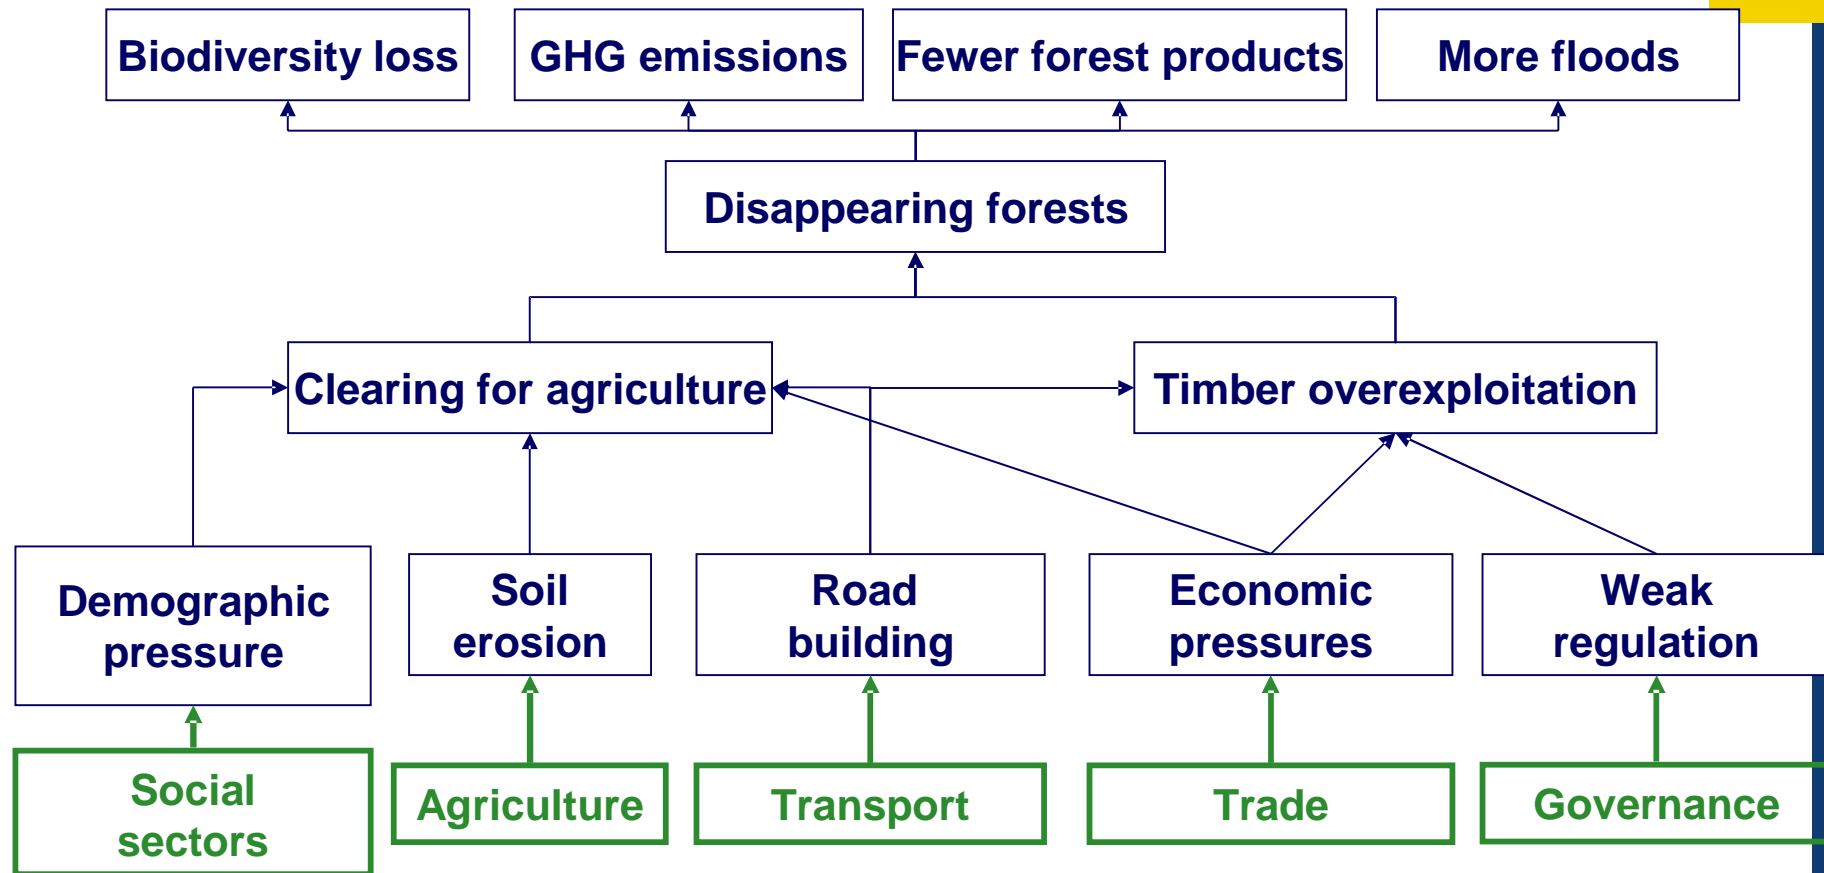 Biodiversity loss
GHG emissions
Fewer forest products
More floods
Disappearing forests
Clearing for agriculture
Timber overexploitation
Demographic
pressure
Soil
erosion
Road
building
Economic
pressures
Weak
regulation
Social
sectors
Agriculture
Transport
Trade
Governance